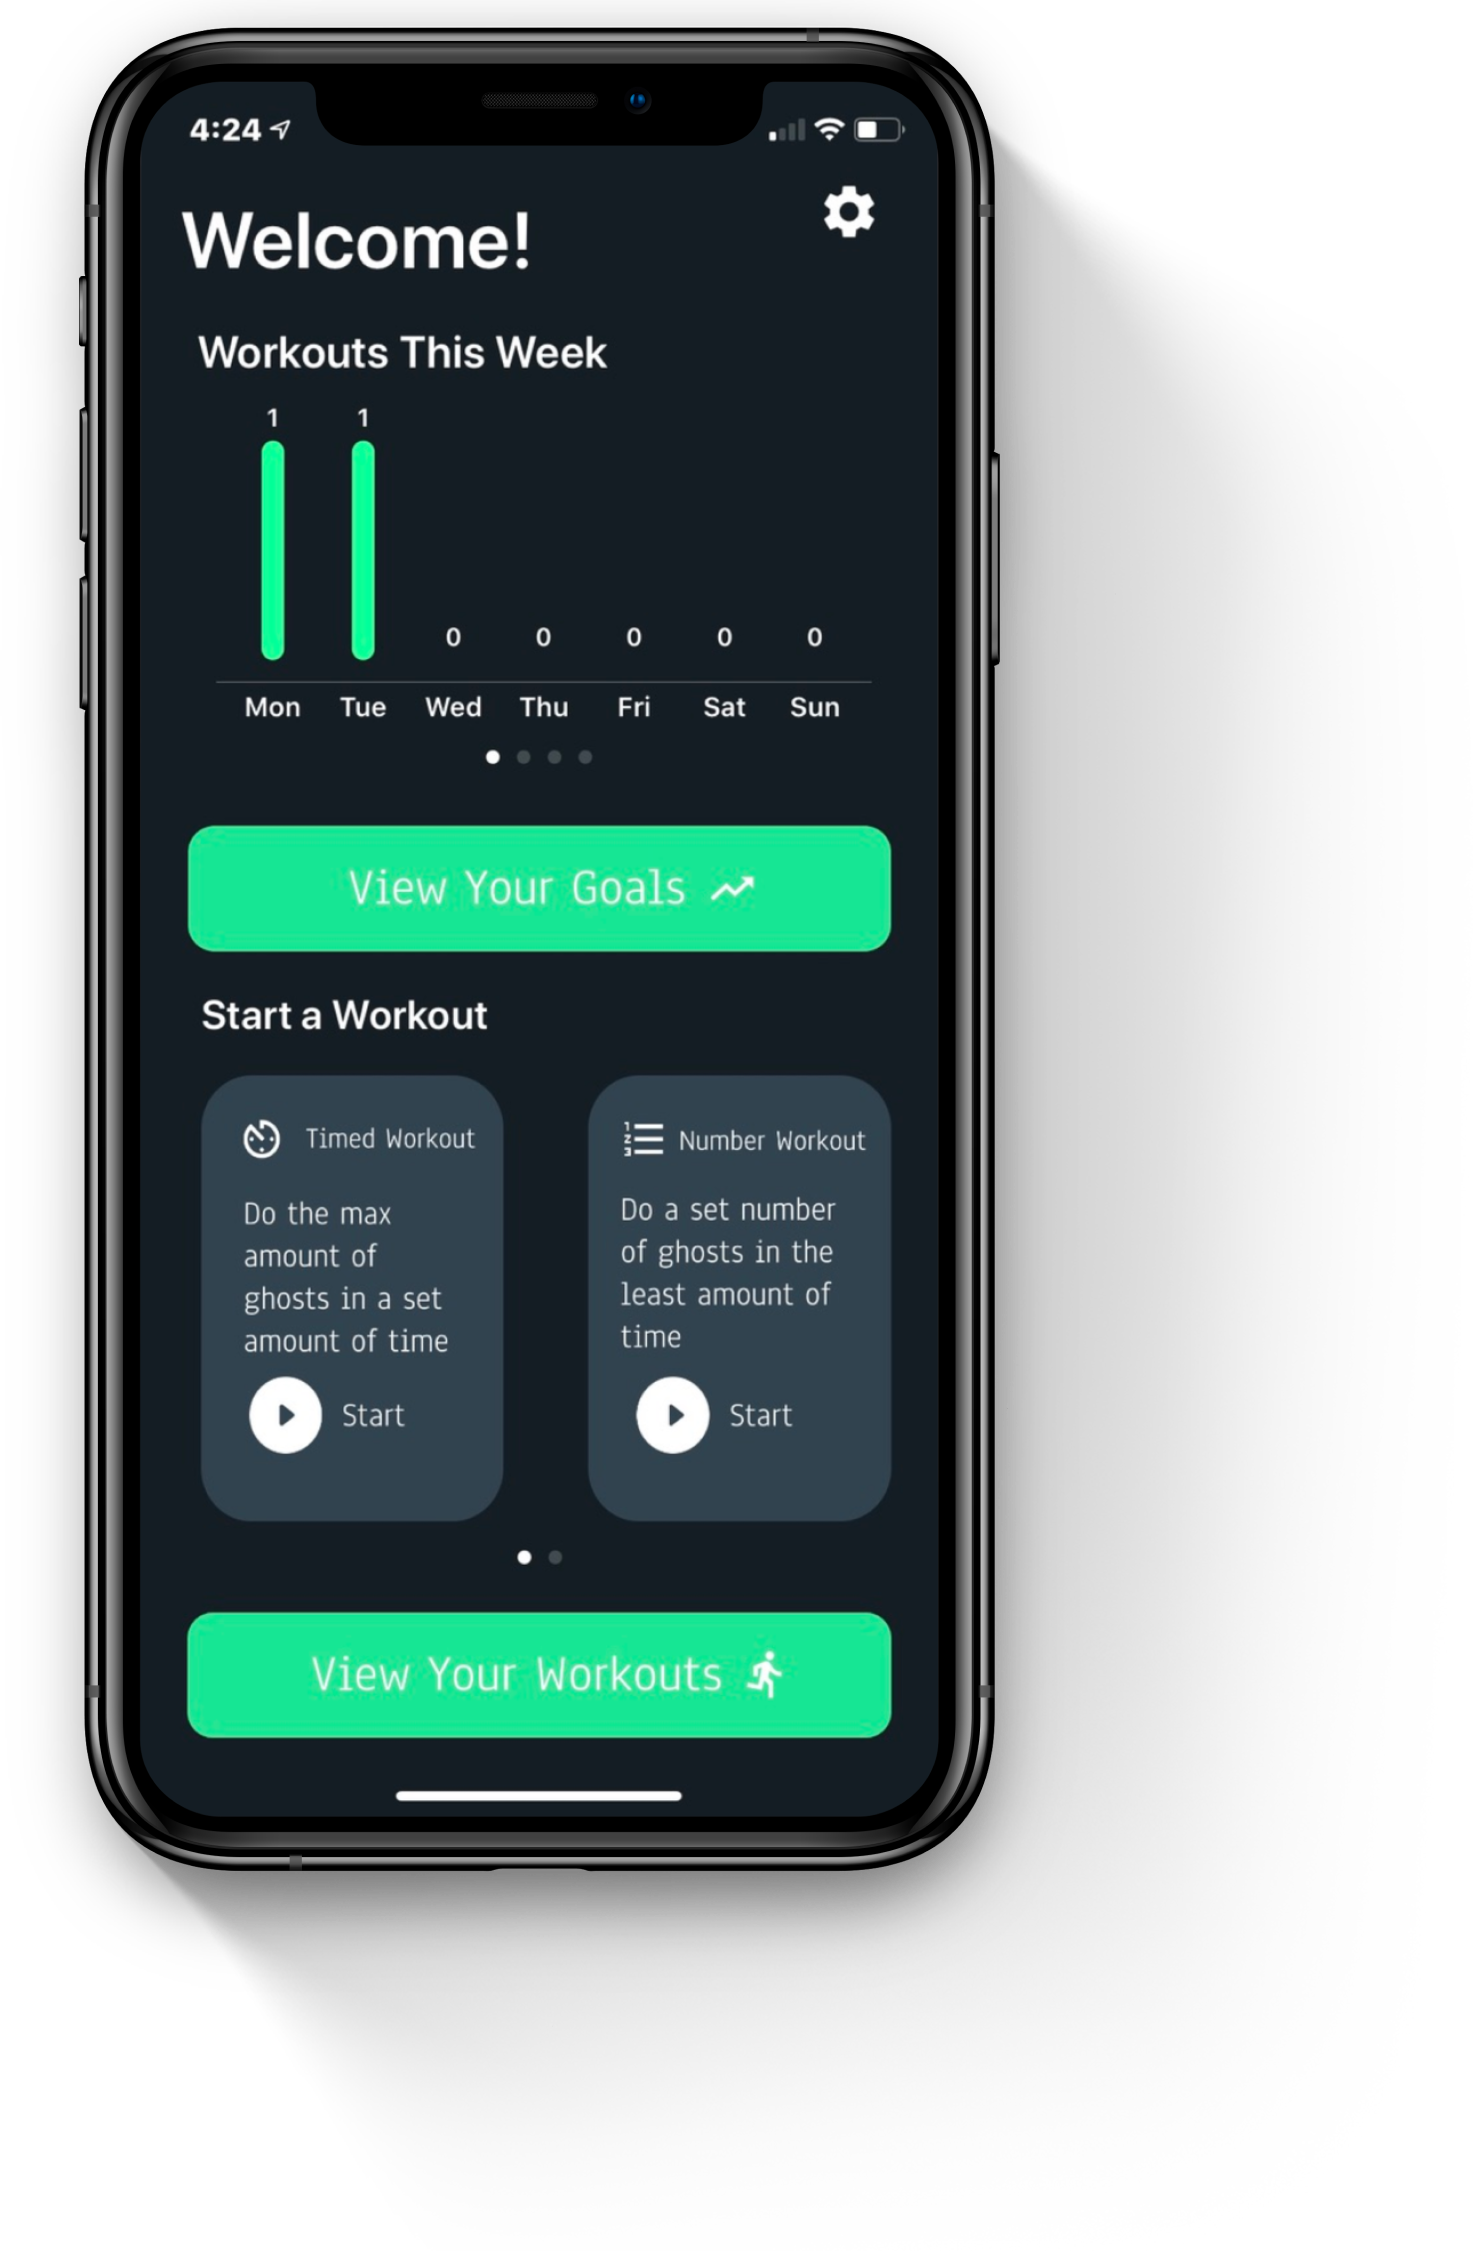 4:24
Welcome!
Workouts This Week
1 1
0 0 0 0 0
Mon Tue Wed Thu Fri Sat Sun
View Your Goals
Start a Workout
Timed Workout
Do the max
amount of
ghosts in a set
amount of time
Start
Number Workout
Do a set number
of ghosts in the
least amount of
time
Start
View Your Workouts